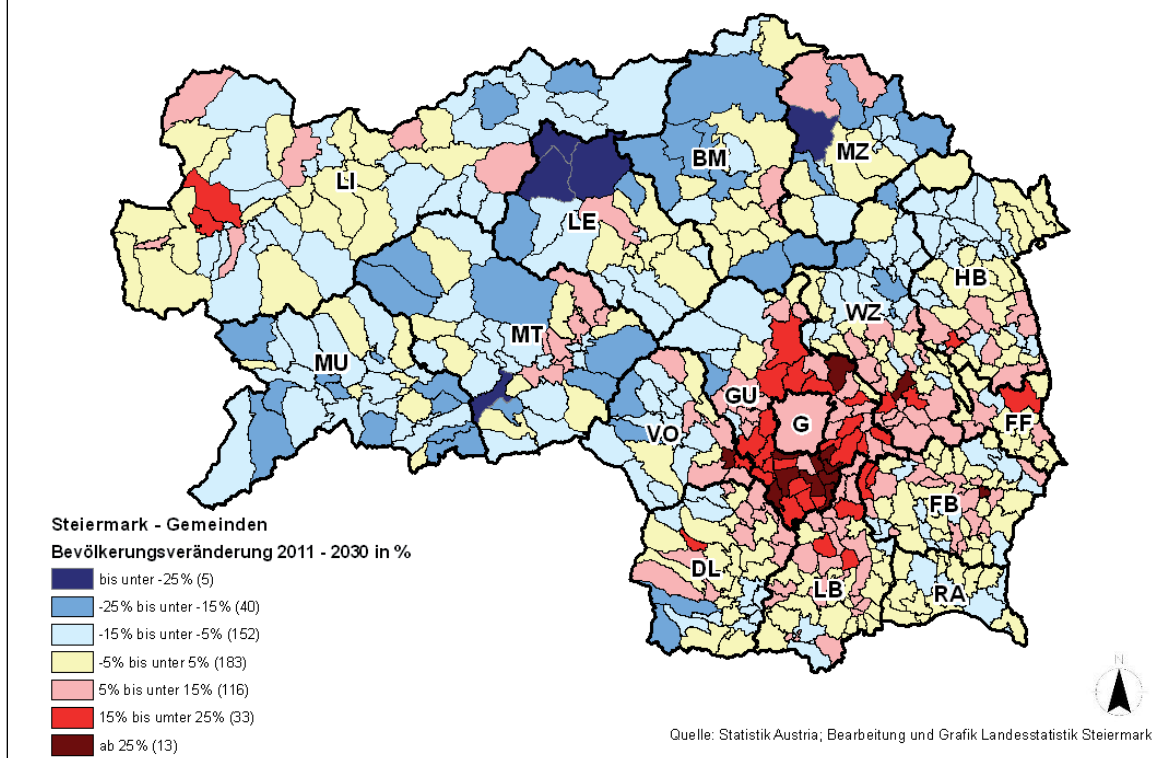 BM
MZ
LI
LE
HB
WZ
MT
MU
GU
G
FF
VO
FB
DL
LB
RA
Steiermark - Gemeinden
Bevölkerungsveränderung 2011 - 2030 in %
bis unter -25% (5)
-25% bis unter -15% (40)
-15% bis unter -5% (152)
-5% bis unter 5% (183)
5% bis unter 15% (116)
15% bis umter 25% (33)
ab 25% (13)
N
Quelle: Statistik Austria; Bearbeitung und Grafik Landesstatistik Steiermark